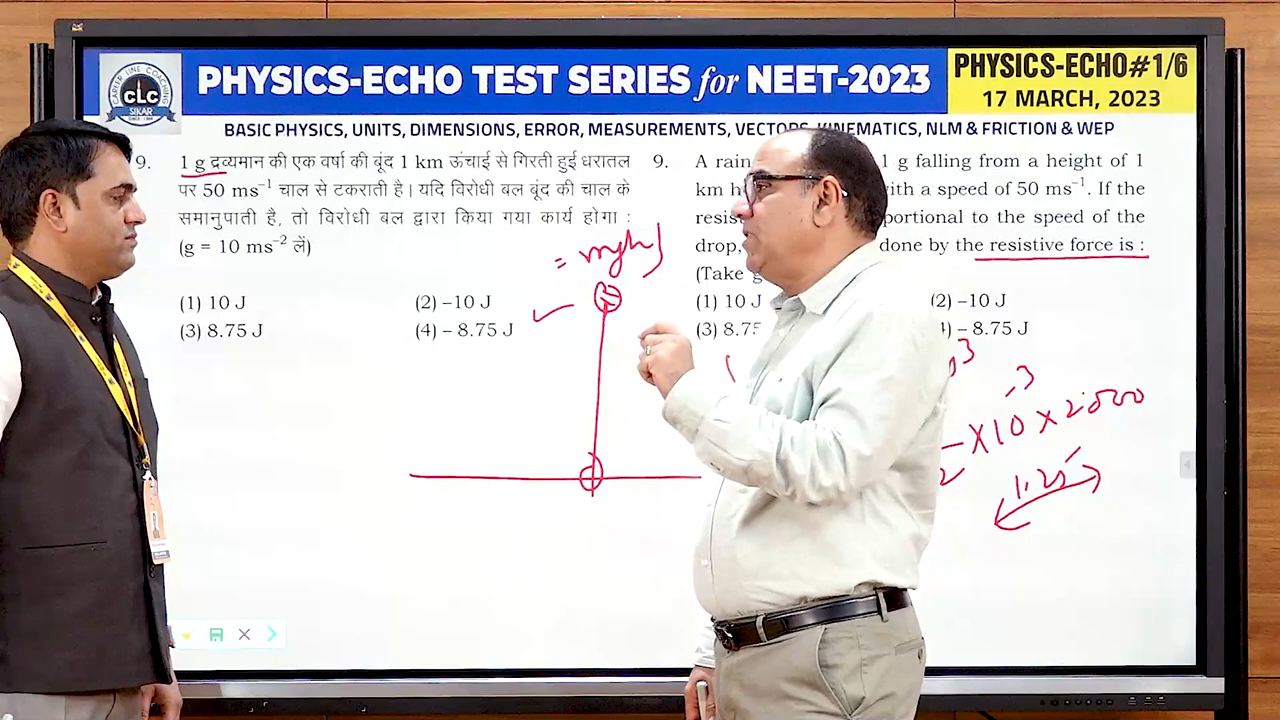 CAREER LINE COACHING
CLC
SIKAR
PHYSICS-ECHO TEST SERIES for NEET-2023
PHYSICS-ECHO#1/6
17 MARCH, 2023
BASIC PHYSICS, UNITS, DIMENSIONS, ERROR, MEASUREMENTS, VECTORS, KINEMATICS, NLM & FRICTION & WEP
9. 1 g द्रव्यमान की एक वर्षा की बूंद 1 km ऊंचाई से गिरती हुई धरातल
पर 50 ms⁻¹ चाल से टकराती है। यदि विरोधी बल बूंद की चाल के
समानुपाती है, तो विरोधी बल द्वारा किया गया कार्य होगा :
(g = 10 ms⁻² लें)
(1) 10 J (2) –10 J
(3) 8.75 J (4) – 8.75 J
= mgh
9. A rain 1 g falling from a height of 1
km with a speed of 50 ms⁻¹. If the
resis portional to the speed of the
drop, done by the resistive force is :
(Take g
(1) 10 J (2) –10 J
(3) 8.75 – 8.75 J
×10⁻³×2500
1.25